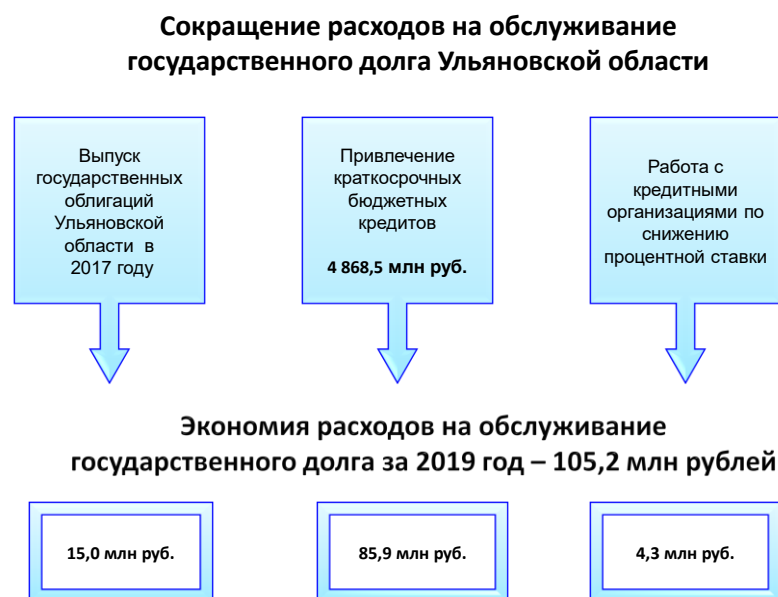 Сокращение расходов на обслуживание
государственного долга Ульяновской области
Выпуск
государственных
облигаций
Ульяновской
области в
2017 году
Привлечение
краткосрочных
бюджетных
кредитов
4 868,5 млн руб.
Работа с
кредитными
организациями по
снижению
процентной ставки
Экономия расходов на обслуживание
государственного долга за 2019 год – 105,2 млн рублей
15,0 млн руб.
85,9 млн руб.
4,3 млн руб.